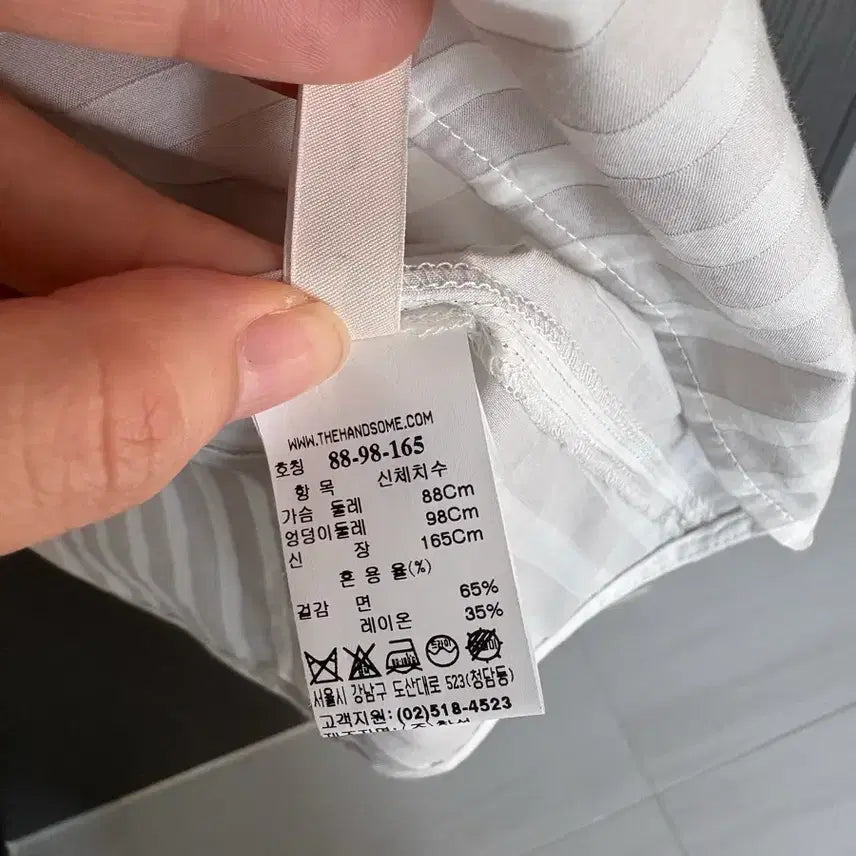 WWW.THEHANDSOME.COM
호칭 88-98-165
항 목 신체치수
가슴 둘레 88Cm
엉덩이둘레 98Cm
신 장 165Cm
혼 용 율(%)
겉감 면 65%
레이온 35%
드라이
서울시 강남구 도산대로 523(청담동)
고객지원: (02)518-4523